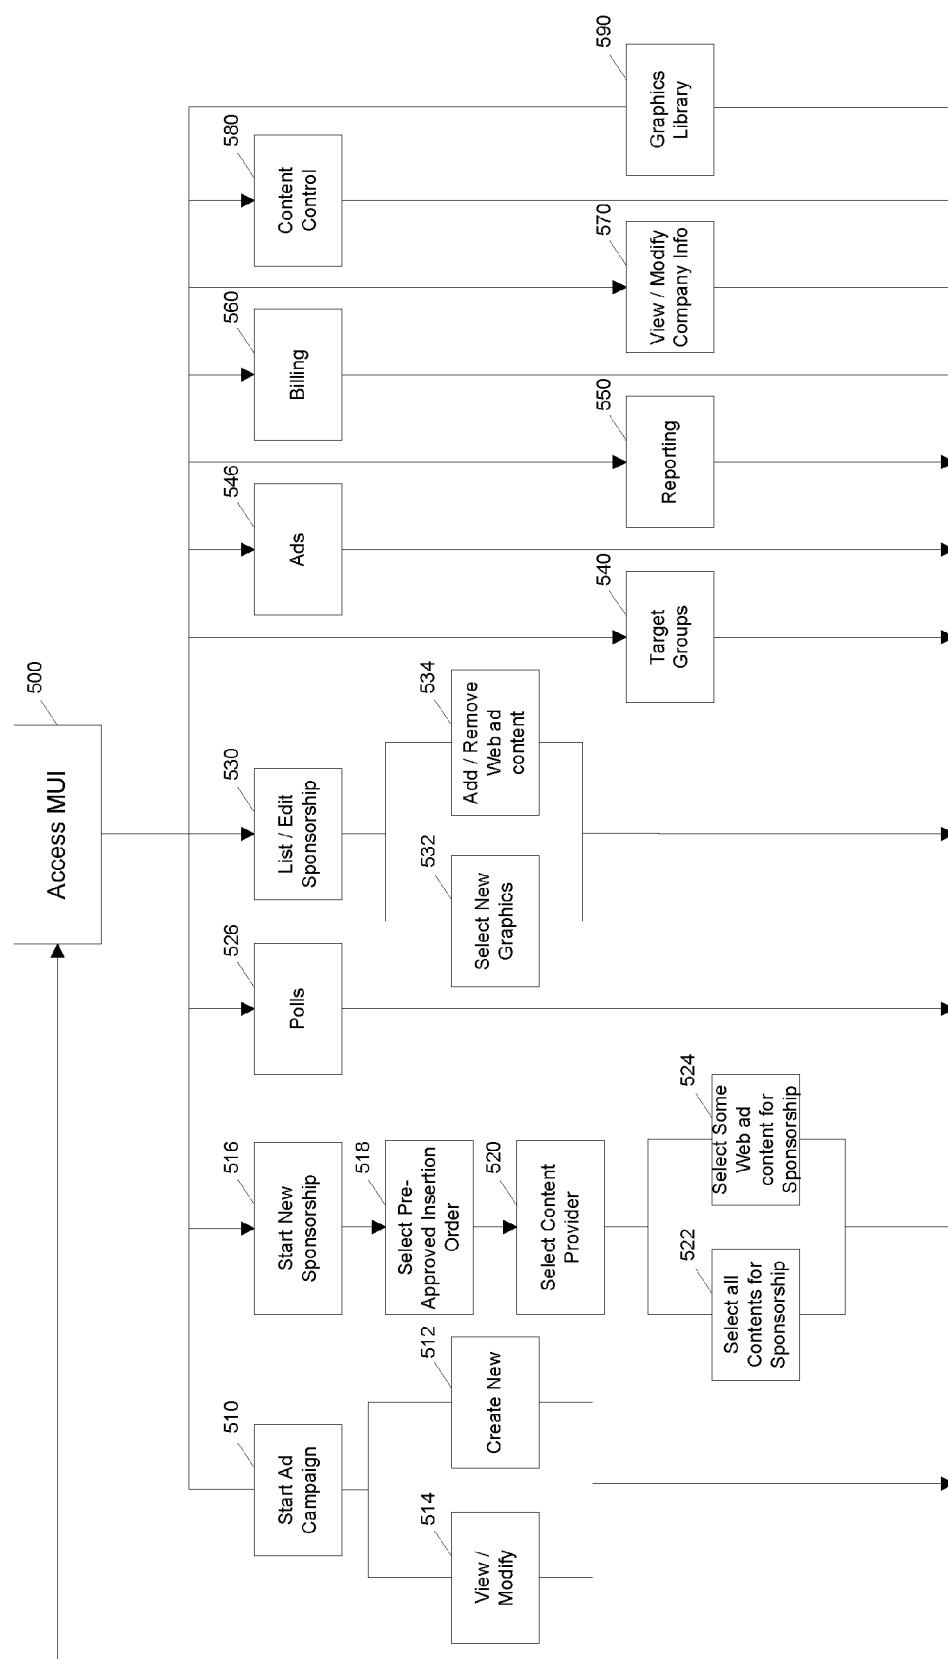 500
Access MUI
510
Start Ad
Campaign
514
View /
Modify
512
Create New
516
Start New
Sponsorship
518
Select Pre-
Approved Insertion
Order
520
Select Content
Provider
522
Select all
Contents for
Sponsorship
524
Select Some
Web ad
content for
Sponsorship
526
Polls
530
List / Edit
Sponsorship
532
Select New
Graphics
534
Add / Remove
Web ad
content
540
Target
Groups
546
Ads
550
Reporting
560
Billing
570
View / Modify
Company Info
580
Content
Control
590
Graphics
Library